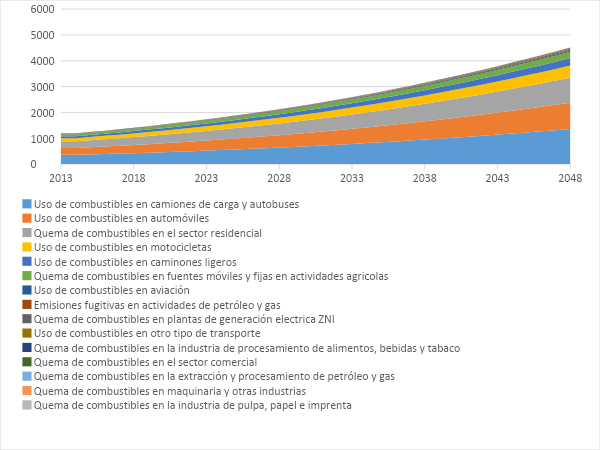 6000
5000
4000
3000
2000
1000
0
2013 2018 2023 2028 2033 2038 2043 2048
Uso de combustibles en camiones de carga y autobuses
Uso de combustibles en automóviles
Quema de combustibles en el sector residencial
Uso de combustibles en motocicletas
Uso de combustibles en caminones ligeros
Quema de combustibles en fuentes móviles y fijas en actividades agricolas
Uso de combustibles en aviación
Emisiones fugitivas en actividades de petróleo y gas
Quema de combustibles en plantas de generación electrica ZNI
Uso de combustibles en otro tipo de transporte
Quema de combustibles en la industria de procesamiento de alimentos, bebidas y tabaco
Quema de combustibles en el sector comercial
Quema de combustibles en la extracción y procesamiento de petróleo y gas
Quema de combustibles en maquinaria y otras industrias
Quema de combustibles en la industria de pulpa, papel e imprenta